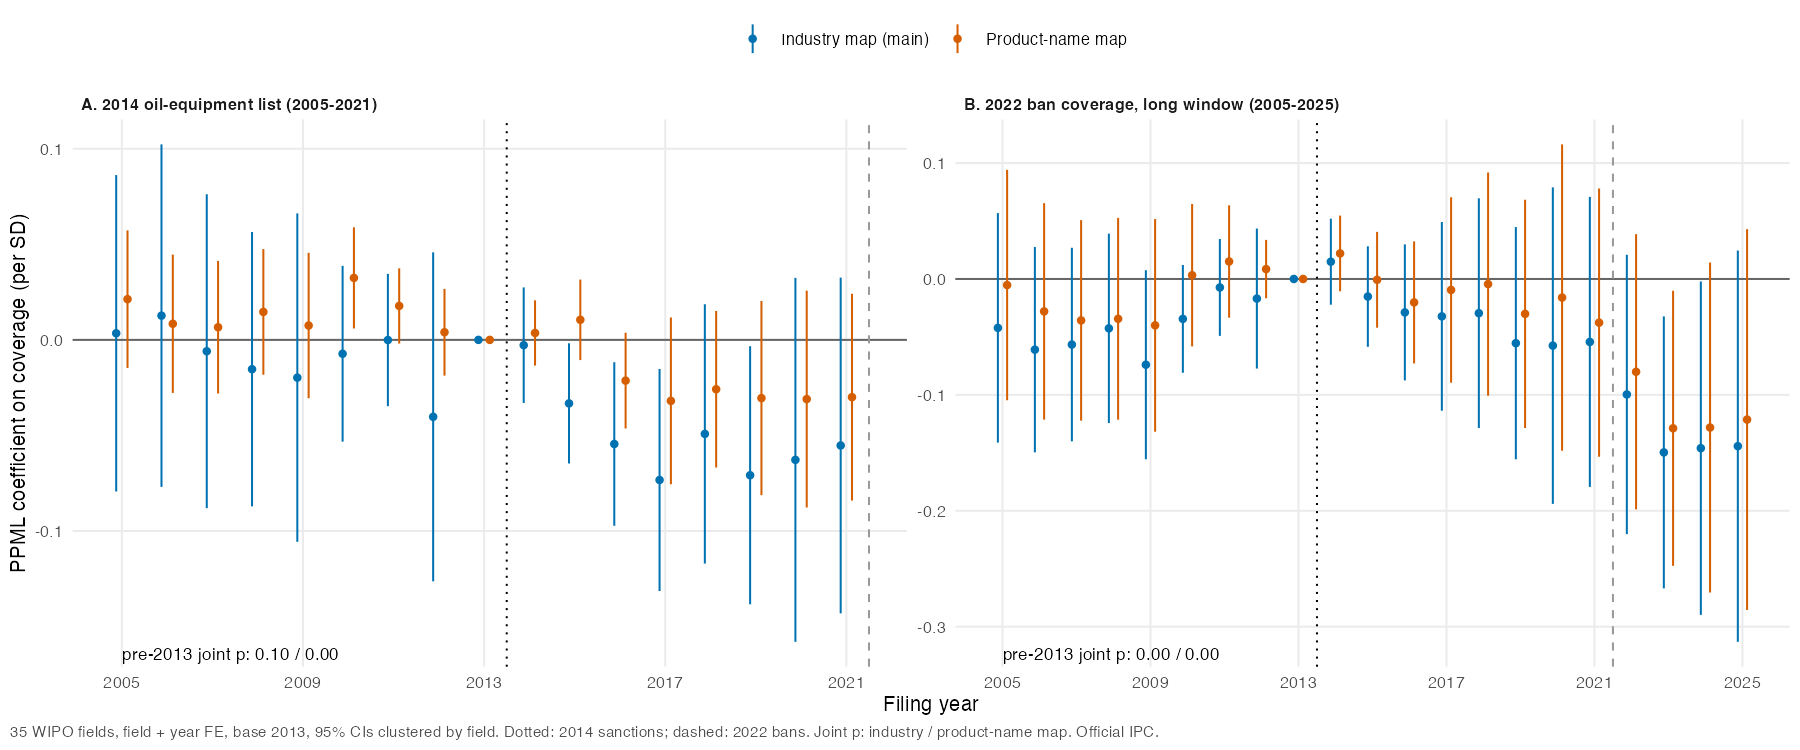 Industry map (main) Product-name map
A. 2014 oil-equipment list (2005-2021)
B. 2022 ban coverage, long window (2005-2025)
PPML coefficient on coverage (per SD)
0.1
0.0
-0.1
0.1
0.0
-0.1
-0.2
-0.3
pre-2013 joint p: 0.10 / 0.00
pre-2013 joint p: 0.00 / 0.00
2005 2009 2013 2017 2021
2005 2009 2013 2017 2021 2025
Filing year
35 WIPO fields, field + year FE, base 2013, 95% CIs clustered by field. Dotted: 2014 sanctions; dashed: 2022 bans. Joint p: industry / product-name map. Official IPC.